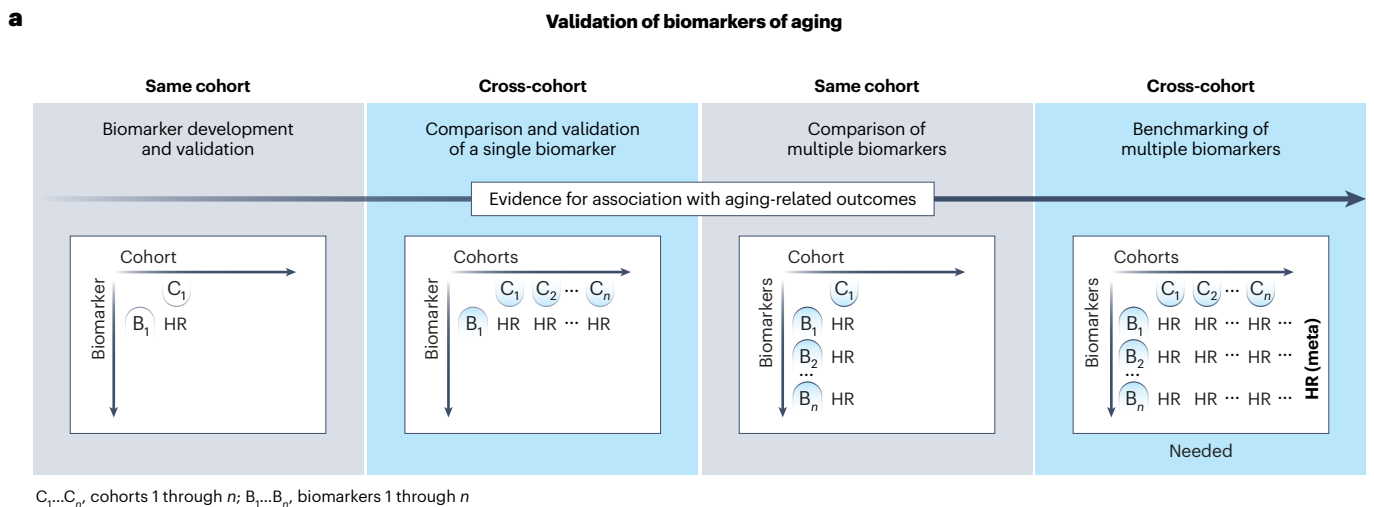 a
Validation of biomarkers of aging
Same cohort
Cross-cohort
Same cohort
Cross-cohort
Biomarker development
and validation
Comparison and validation
of a single biomarker
Comparison of
multiple biomarkers
Benchmarking of
multiple biomarkers
Evidence for association with aging-related outcomes
Cohort
Biomarker
C1
B1 HR
Cohorts
Biomarker
C1 C2 ... Cn
B1 HR HR ... HR
Cohort
Biomarkers
C1
B1 HR
B2 HR
...
Bn HR
Cohorts
Biomarkers
C1 C2 ... Cn
B1 HR HR ... HR ...
B2 HR HR ... HR ...
...
Bn HR HR ... HR ...
HR (meta)
Needed
C1...Cn, cohorts 1 through n; B1...Bn, biomarkers 1 through n